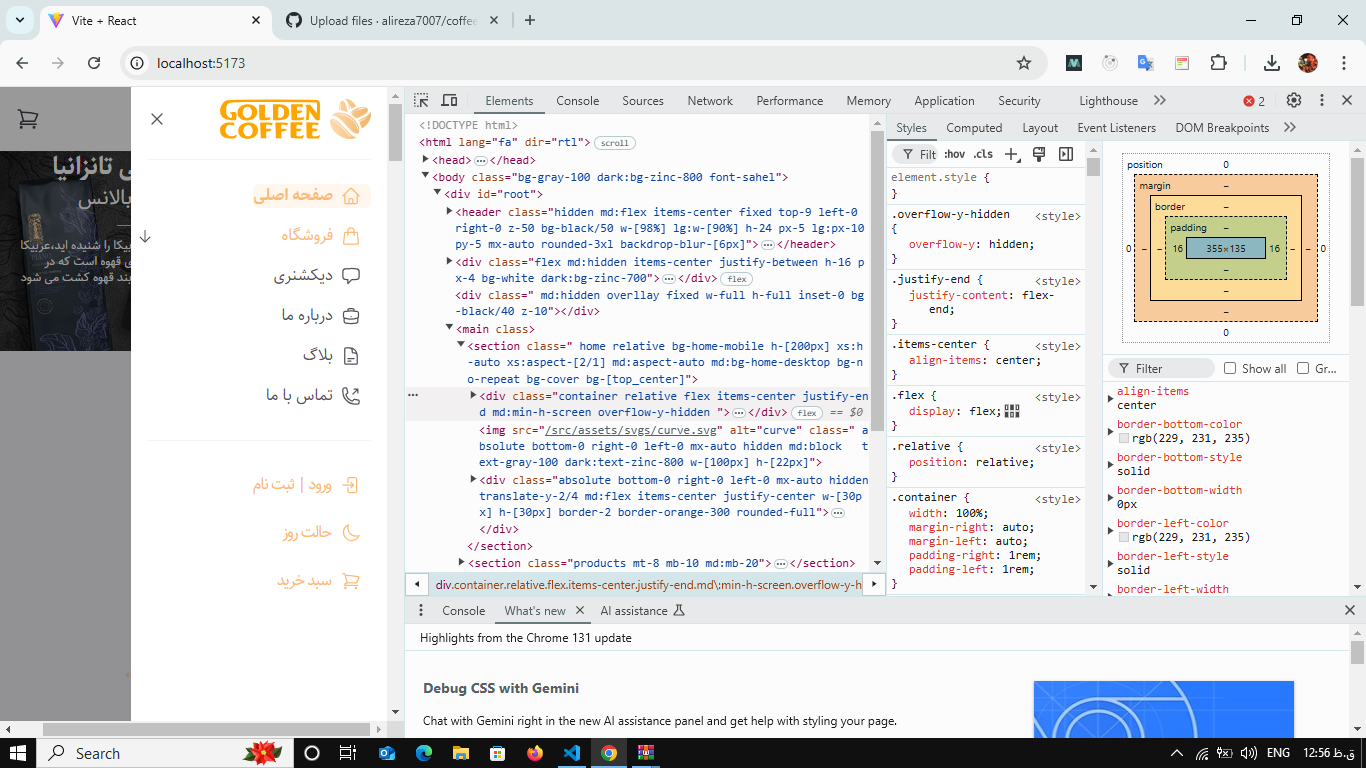 Vite + React
Upload files · alireza7007/coffee
localhost:5173
GOLDEN
COFFEE
ی تانزانیا
بالانس
یکا را شنیده اید،عربیکا
ی قهوه است که در
بند قهوه کشت می شود
صفحه اصلی
فروشگاه
دیکشنری
درباره ما
بلاگ
تماس با ما
ورود | ثبت نام
حالت روز
سبد خرید
Elements
Console
Sources
Network
Performance
Memory
Application
Security
Lighthouse
2
<!DOCTYPE html>
<html lang="fa" dir="rtl"> scroll
<head> </head>
<body class="bg-gray-100 dark:bg-zinc-800 font-sahel">
<div id="root">
<header class="hidden md:flex items-center fixed top-9 left-0
right-0 z-50 bg-black/50 w-[98%] lg:w-[90%] h-24 px-5 lg:px-10
py-5 mx-auto rounded-3xl backdrop-blur-[6px]"> </header>
<div class="flex md:hidden items-center justify-between h-16 p
x-4 bg-white dark:bg-zinc-700"> </div> flex
<div class=" md:hidden overllay fixed w-full h-full inset-0 bg
-black/40 z-10"></div>
<main class>
<section class=" home relative bg-home-mobile h-[200px] xs:h
-auto xs:aspect-[2/1] md:aspect-auto md:bg-home-desktop bg-n
o-repeat bg-cover bg-[top_center]">
<div class="container relative flex items-center justify-en
d md:min-h-screen overflow-y-hidden "> </div> flex == $0
<img src="/src/assets/svgs/curve.svg" alt="curve" class=" a
bsolute bottom-0 right-0 left-0 mx-auto hidden md:block t
ext-gray-100 dark:text-zinc-800 w-[100px] h-[22px]">
<div class="absolute bottom-0 right-0 left-0 mx-auto hidden
translate-y-2/4 md:flex items-center justify-center w-[30p
x] h-[30px] border-2 border-orange-300 rounded-full">
</div>
</section>
<section class="products mt-8 mb-10 md:mb-20"> </section>
div.container.relative.flex.items-center.justify-end.md\:min-h-screen.overflow-y-h
Styles
Computed
Layout
Event Listeners
DOM Breakpoints
Filt
:hov
.cls
element.style {
}
.overflow-y-hidden <style>
{
overflow-y: hidden;
}
.justify-end { <style>
justify-content: flex-
end;
}
.items-center { <style>
align-items: center;
}
.flex { <style>
display: flex;
}
.relative { <style>
position: relative;
}
.container { <style>
width: 100%;
margin-right: auto;
margin-left: auto;
padding-right: 1rem;
padding-left: 1rem;
}
position 0
margin –
border –
padding –
0 – – 16 355×135 16 – – 0
–
–
–
0
Filter
Show all
Gr...
align-items
center
border-bottom-color
rgb(229, 231, 235)
border-bottom-style
solid
border-bottom-width
0px
border-left-color
rgb(229, 231, 235)
border-left-style
solid
border-left-width
Console
What's new
AI assistance
Highlights from the Chrome 131 update
Debug CSS with Gemini
Chat with Gemini right in the new AI assistance panel and get help with styling your page.
Search
ENG
12:56 ق.ظ